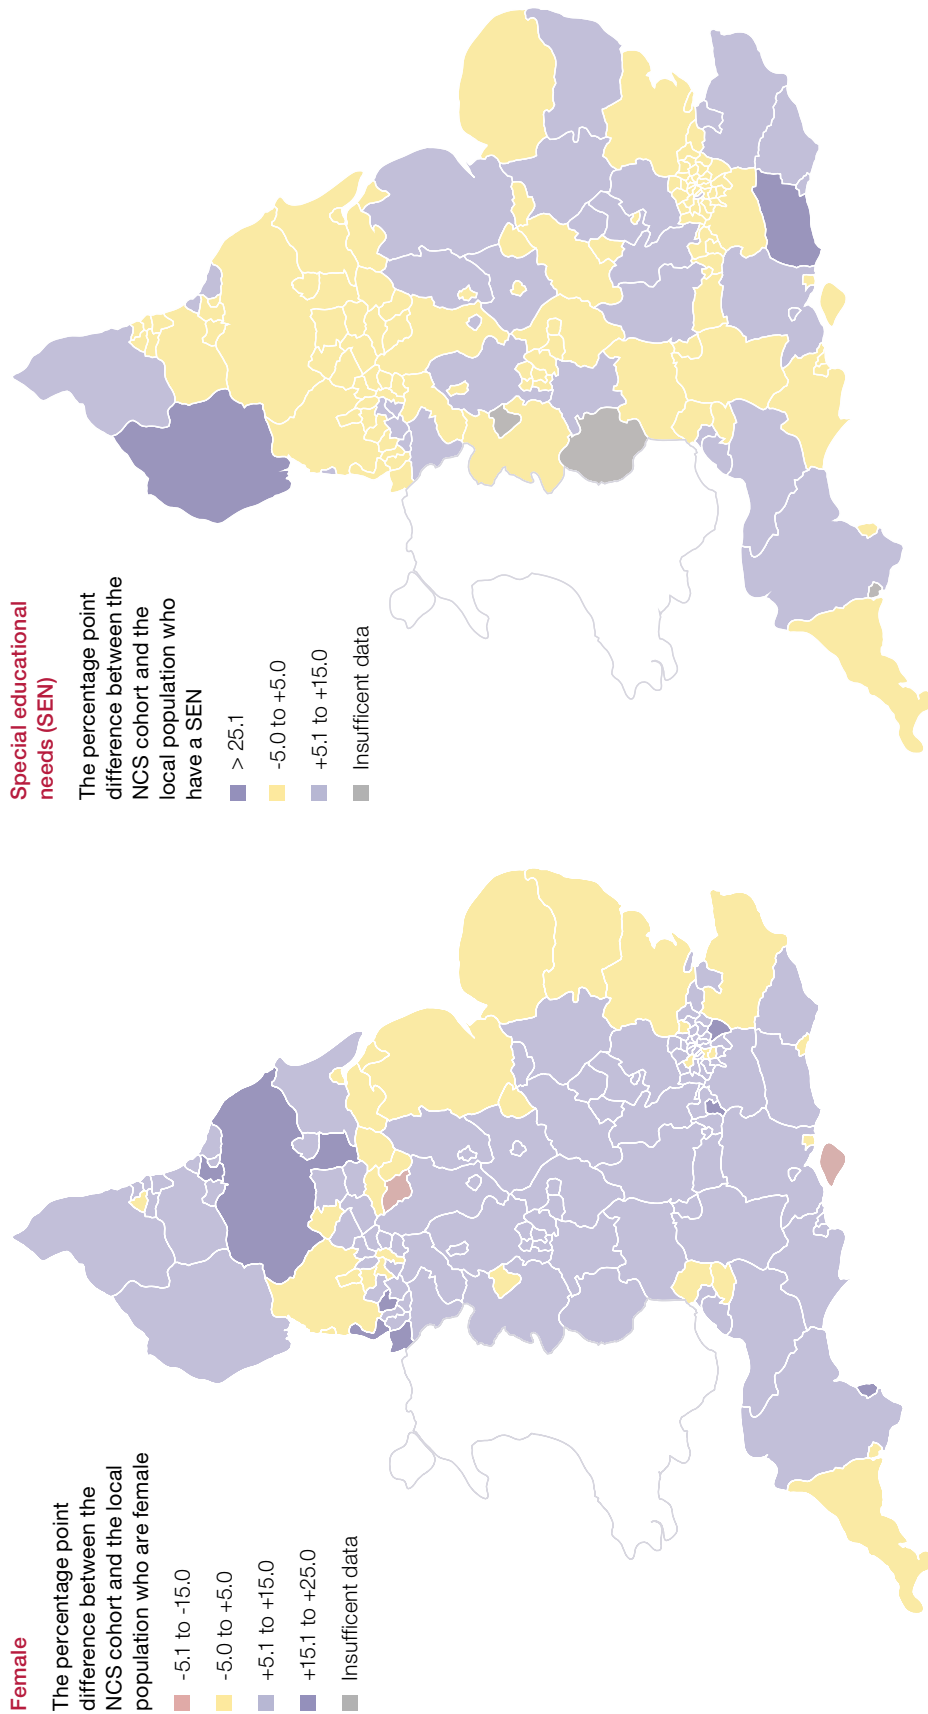 Female
The percentage point
difference between the
NCS cohort and the local
population who are female
-5.1 to -15.0
-5.0 to +5.0
+5.1 to +15.0
+15.1 to +25.0
Insufficent data
Special educational
needs (SEN)
The percentage point
difference between the
NCS cohort and the
local population who
have a SEN
> 25.1
-5.0 to +5.0
+5.1 to +15.0
Insufficent data